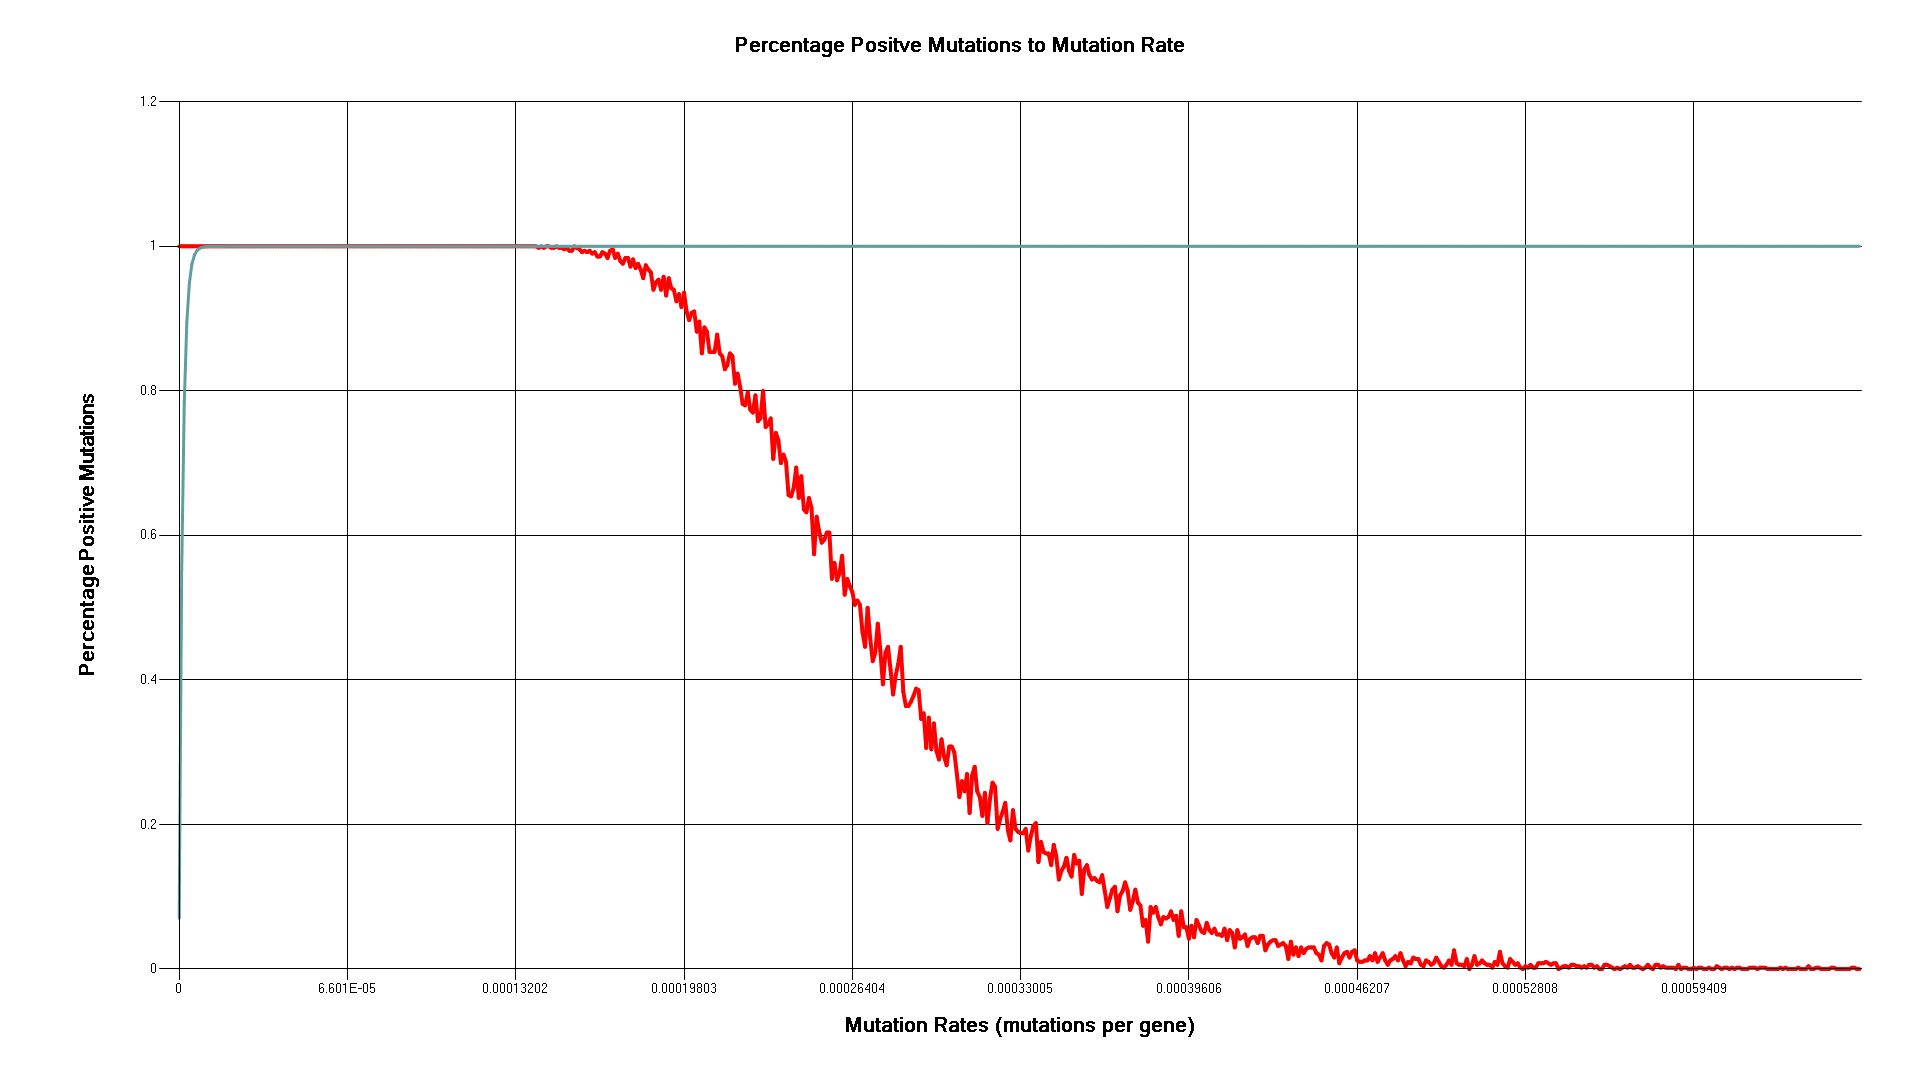 Percentage Positve Mutations to Mutation Rate
1.2
1
0.8
0.6
0.4
0.2
0
Percentage Positive Mutations
0 6.601E-05 0.00013202 0.00019803 0.00026404 0.00033005 0.00039606 0.00046207 0.00052808 0.00059409
Mutation Rates (mutations per gene)